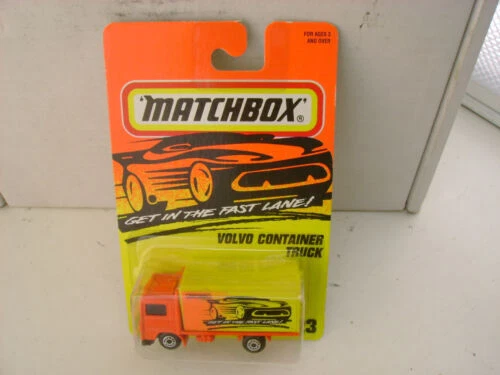 FOR AGES 3
AND OVER
MATCHBOX®
GET IN THE FAST LANE!
VOLVO CONTAINER
TRUCK
GET IN THE FAST LANE!
3